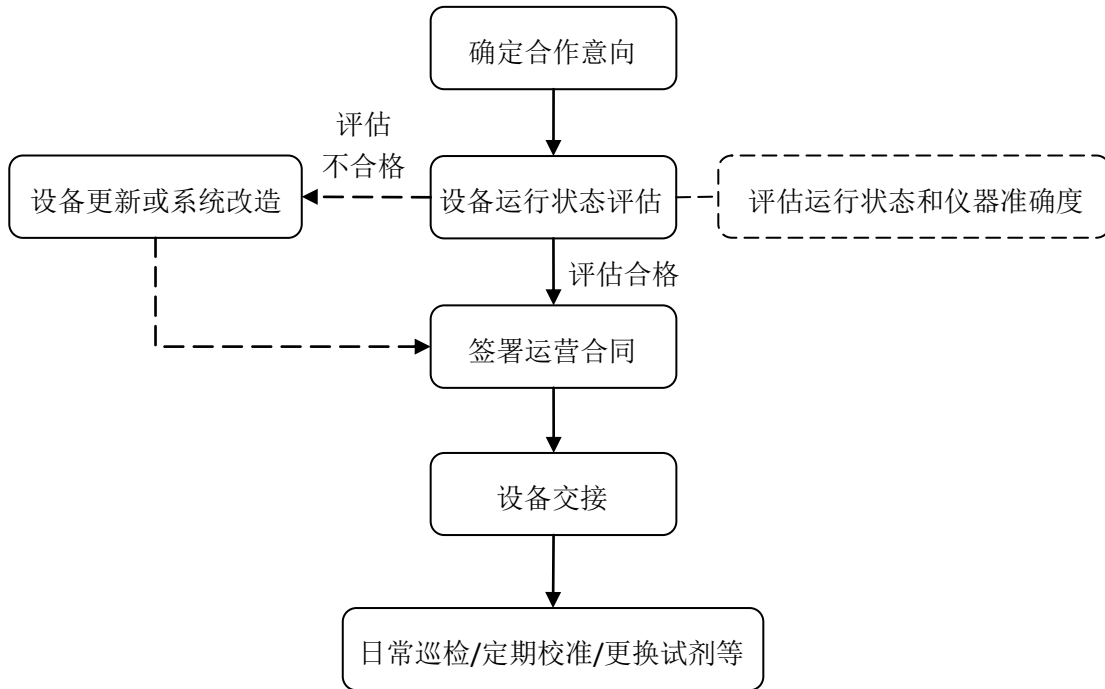 确定合作意向
评估
不合格
设备更新或系统改造
设备运行状态评估
评估运行状态和仪器准确度
评估合格
签署运营合同
设备交接
日常巡检/定期校准/更换试剂等